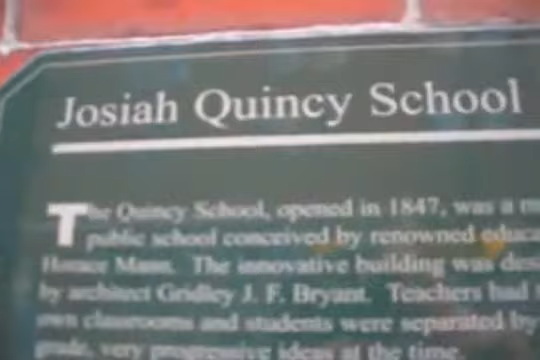 Josiah Quincy School
The Quincy School, opened in 1847, was a m
public school conceived by renowned educa
Horace Mann. The innovative building was des
by architect Gridley J. F. Bryant. Teachers had
own classrooms and students were separated by
grade, very progressive ideas at the time.